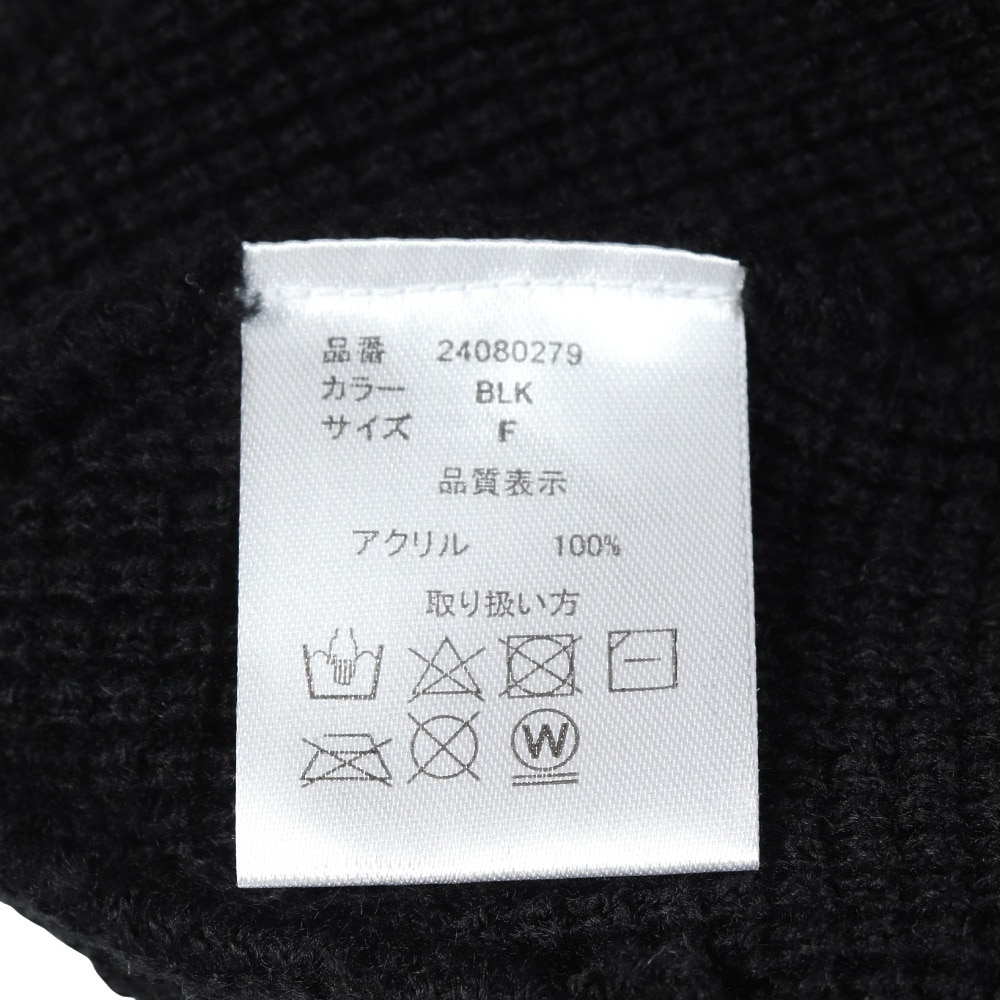 品番 24080279
カラー BLK
サイズ F
品質表示
アクリル 100%
取り扱い方
W